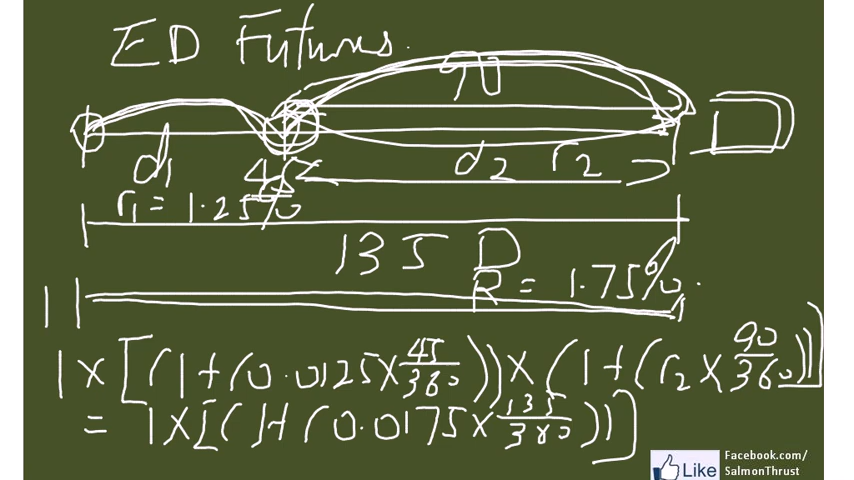 ED Futures.
90
d1 45 d2 r2
r1 = 1.25%
135 D
R = 1.75%.
1
1 x [(1+(0.0125 x 45/360)) x (1+(r2 x 90/360))]
= 1 x [(1+(0.0175 x 135/360))]
Like Facebook.com/
SalmonThrust